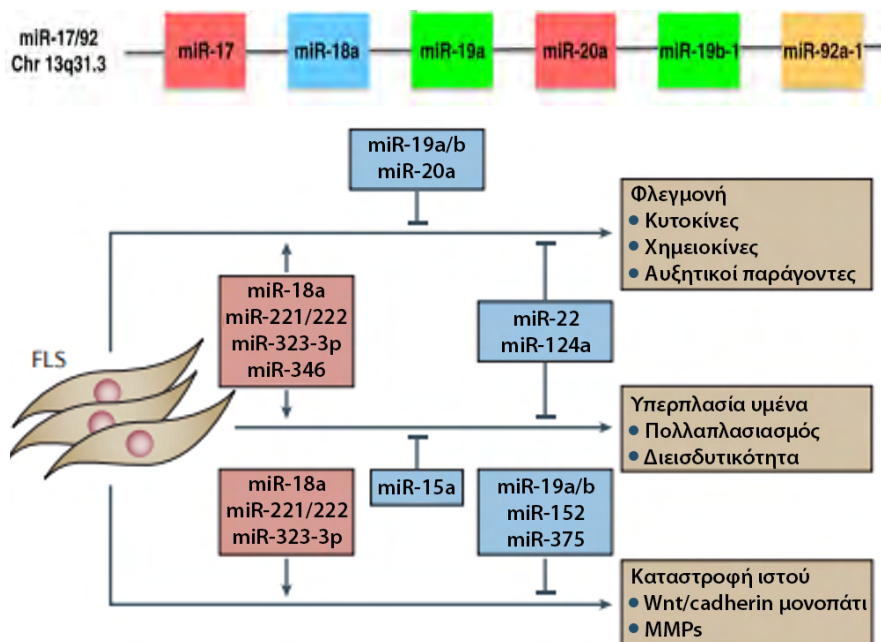 miR-17/92
Chr 13q31.3
miR-17
miR-18a
miR-19a
miR-20a
miR-19b-1
miR-92a-1
miR-19a/b
miR-20a
Φλεγμονή
• Κυτοκίνες
• Χημειοκίνες
• Αυξητικοί παράγοντες
miR-18a
miR-221/222
miR-323-3p
miR-346
miR-22
miR-124a
FLS
Υπερπλασία υμένα
• Πολλαπλασιασμός
• Διεισδυτικότητα
miR-18a
miR-221/222
miR-323-3p
miR-15a
miR-19a/b
miR-152
miR-375
Καταστροφή ιστού
• Wnt/cadherin μονοπάτι
• MMPs